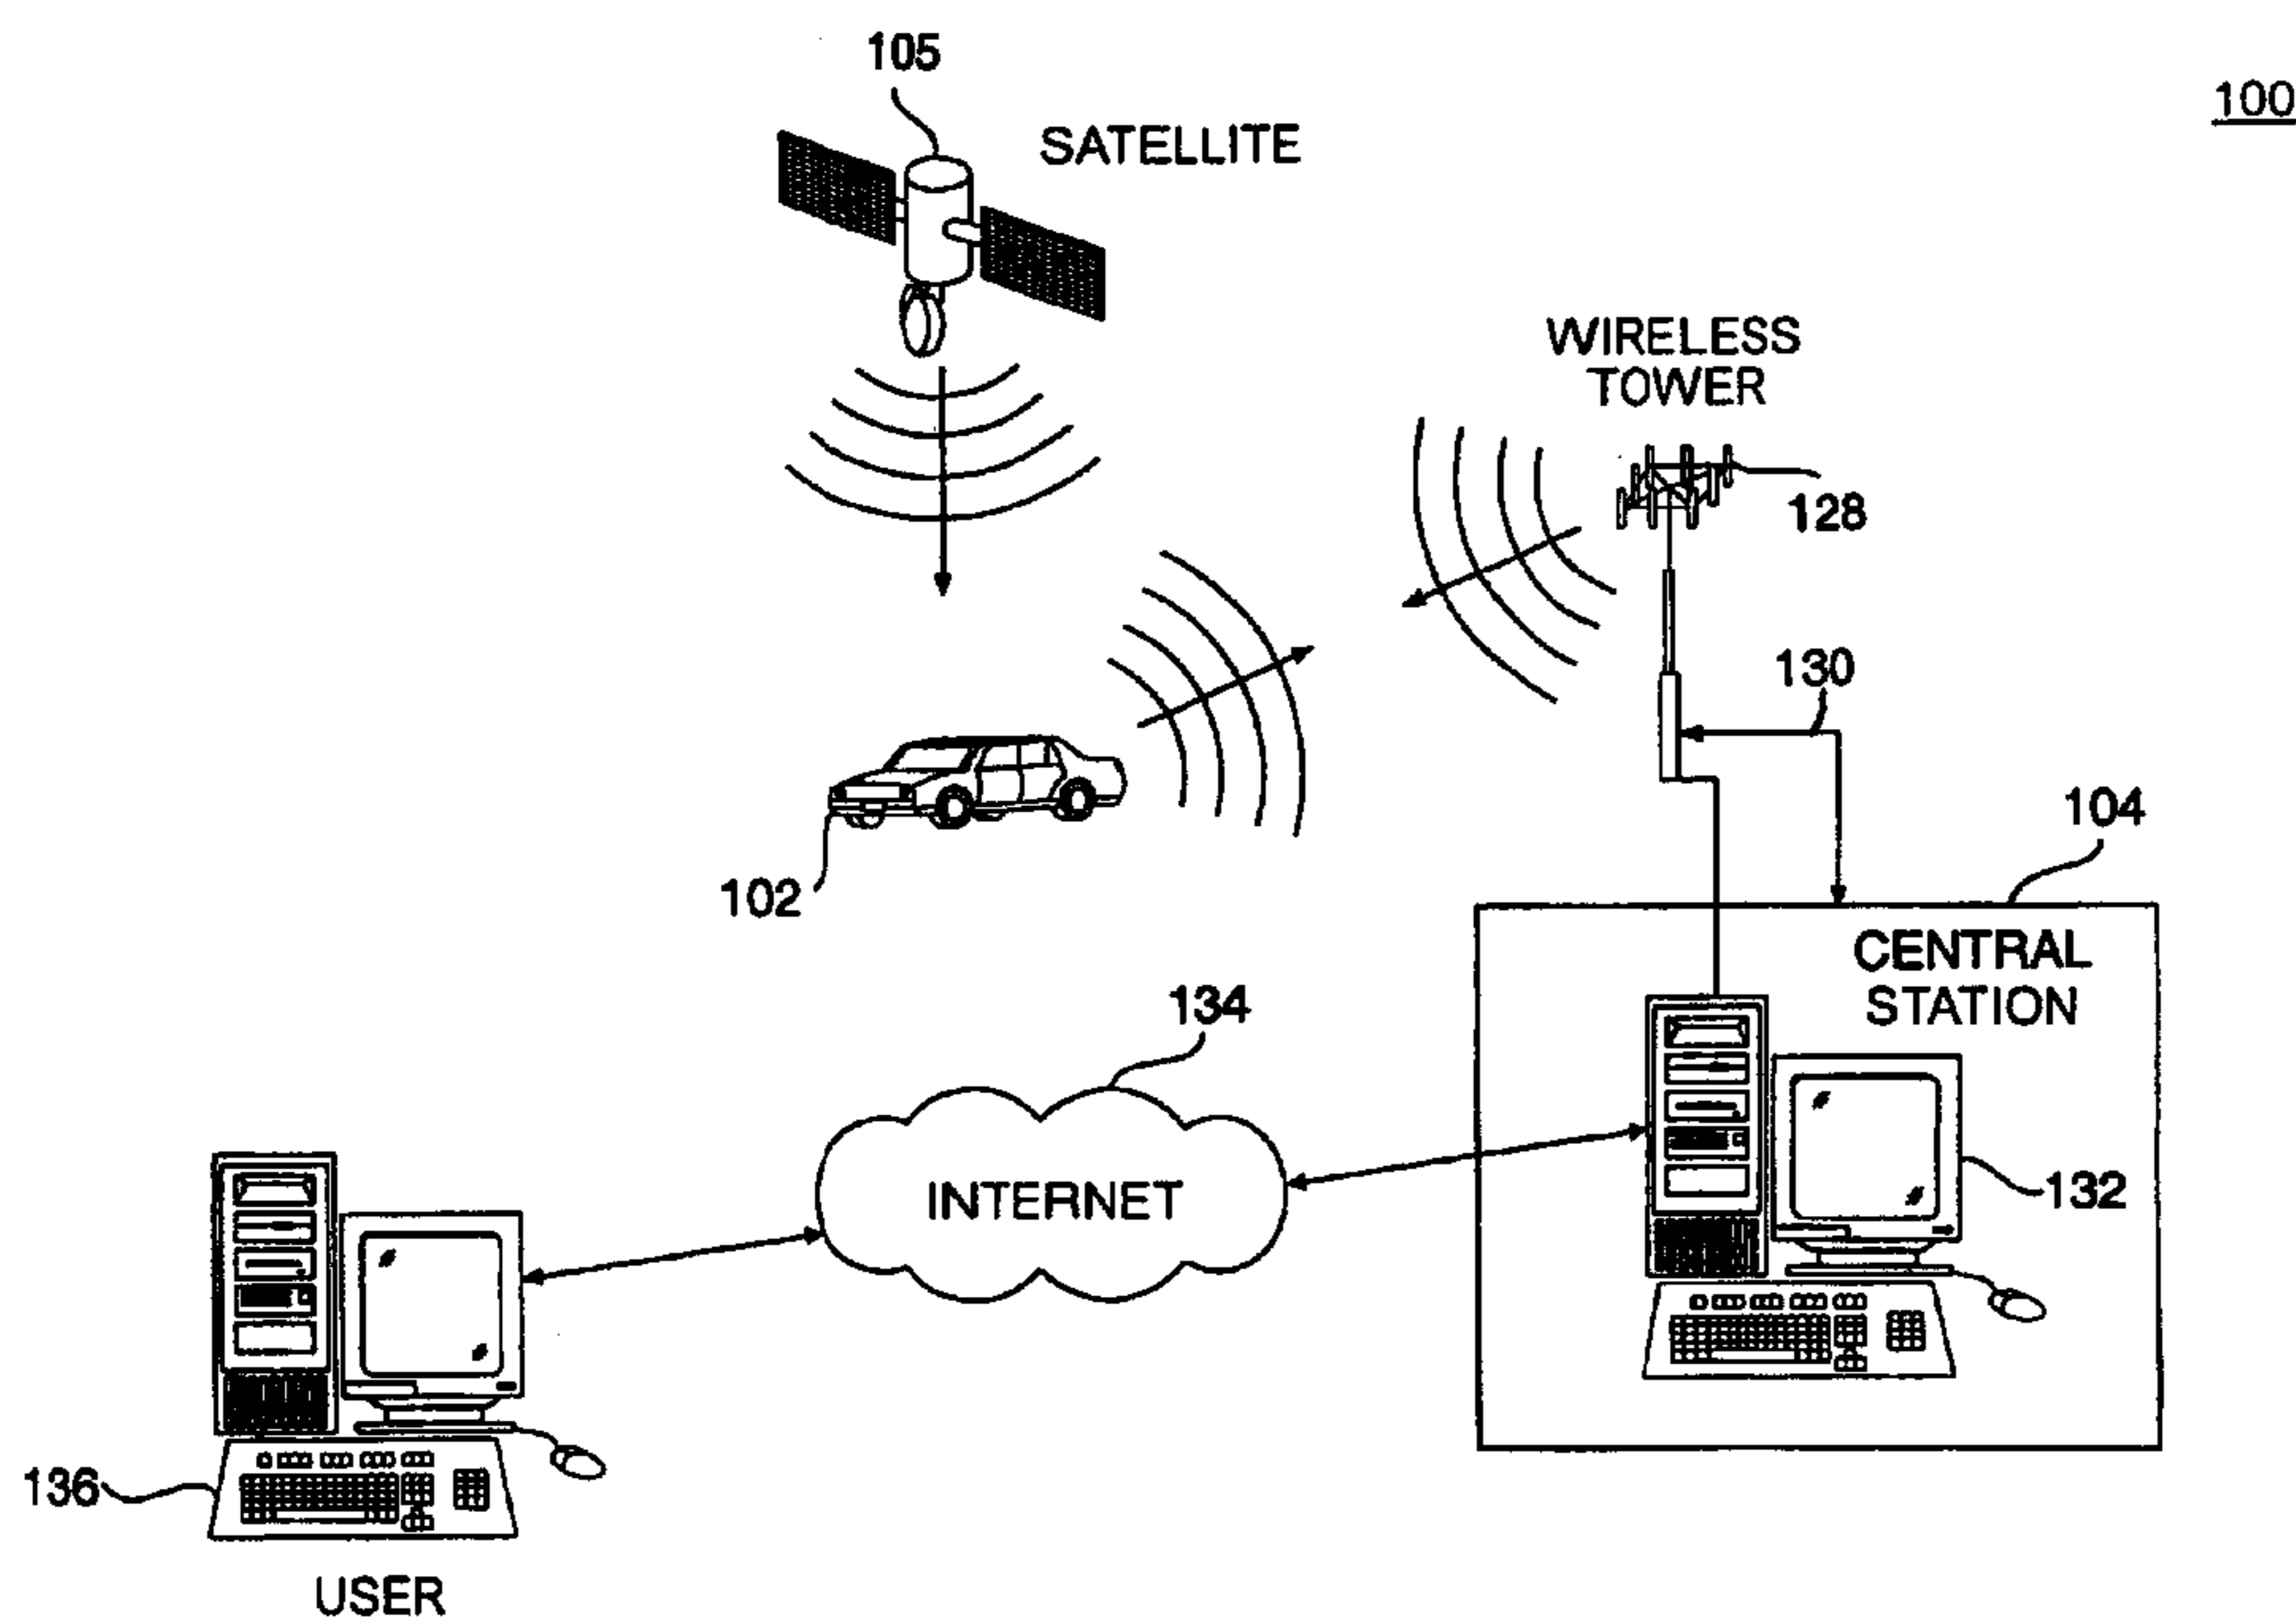 105
100
SATELLITE
WIRELESS
TOWER
128
130
104
102
CENTRAL
STATION
134
INTERNET
132
136
USER